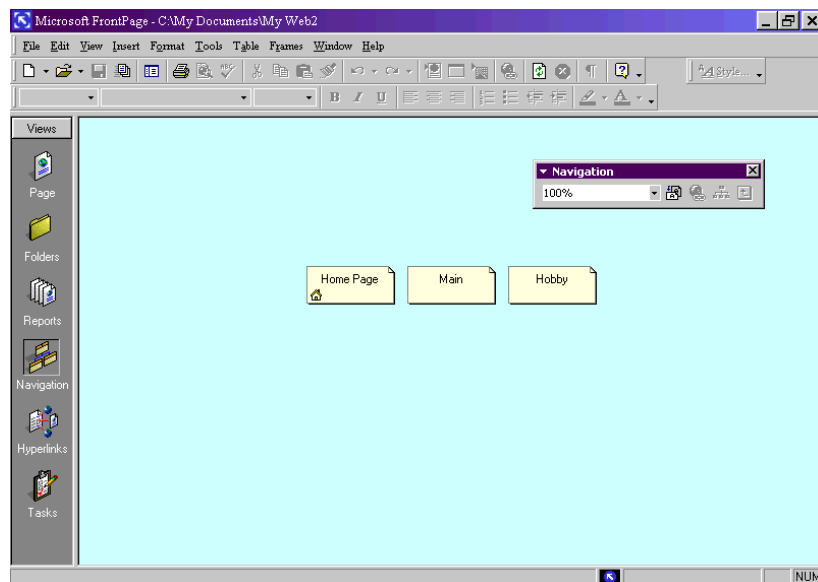 Microsoft FrontPage - C:\My Documents\My Web2
File Edit View Insert Format Tools Table Frames Window Help
Style...
B I U
Views
Page
Folders
Reports
Navigation
Hyperlinks
Tasks
Navigation
100%
Home Page Main Hobby
NUM